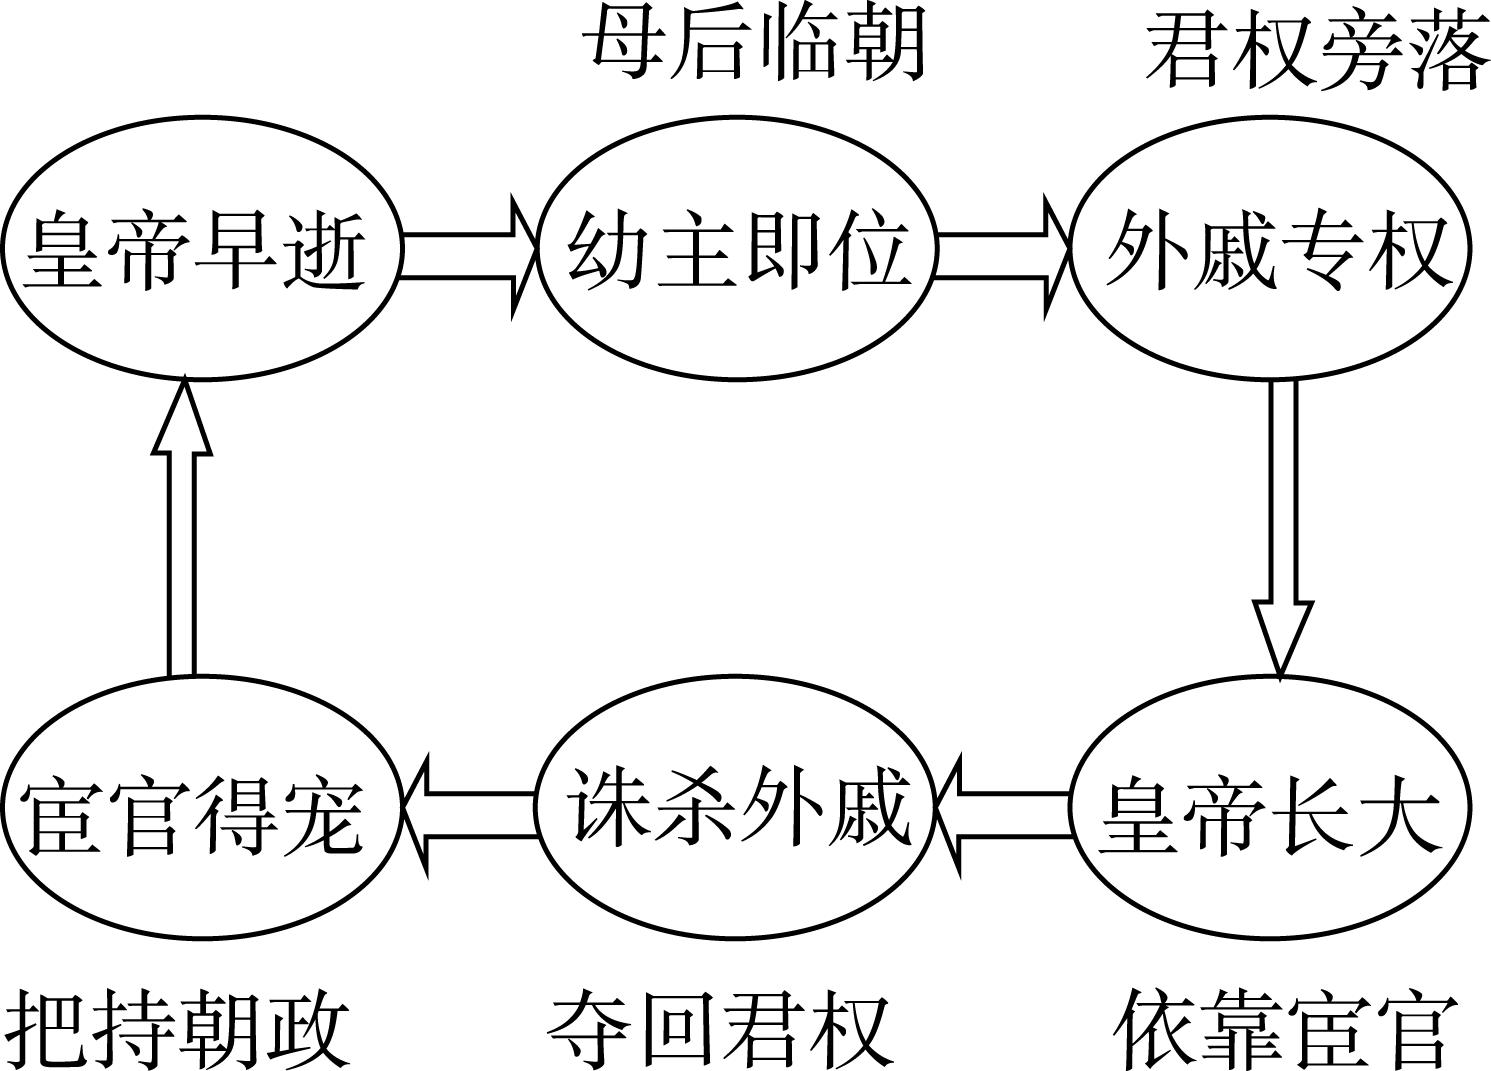 母后临朝
君权旁落
皇帝早逝
幼主即位
外戚专权
宦官得宠
诛杀外戚
皇帝长大
把持朝政
夺回君权
依靠宦官